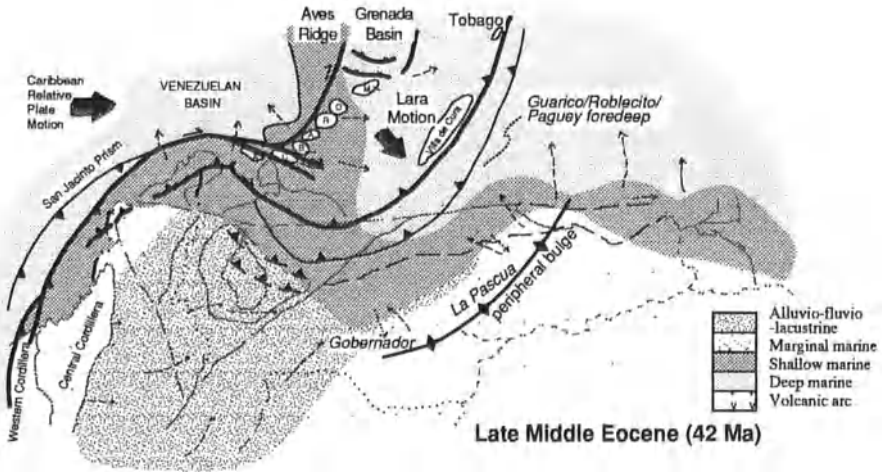 Aves
Ridge
Grenada
Basin
Tobago
Caribbean
Relative
Plate
Motion
VENEZUELAN
BASIN
Lara
Motion
Villa de Cura
Guarico/Roblecito/
Paguey foredeep
San Jacinto Prism
La Pascua
peripheral bulge
Gobernador
Central Cordillera
Western Cordillera
Alluvio-fluvio
-lacustrine
Marginal marine
Shallow marine
Deep marine
Volcanic arc
Late Middle Eocene (42 Ma)